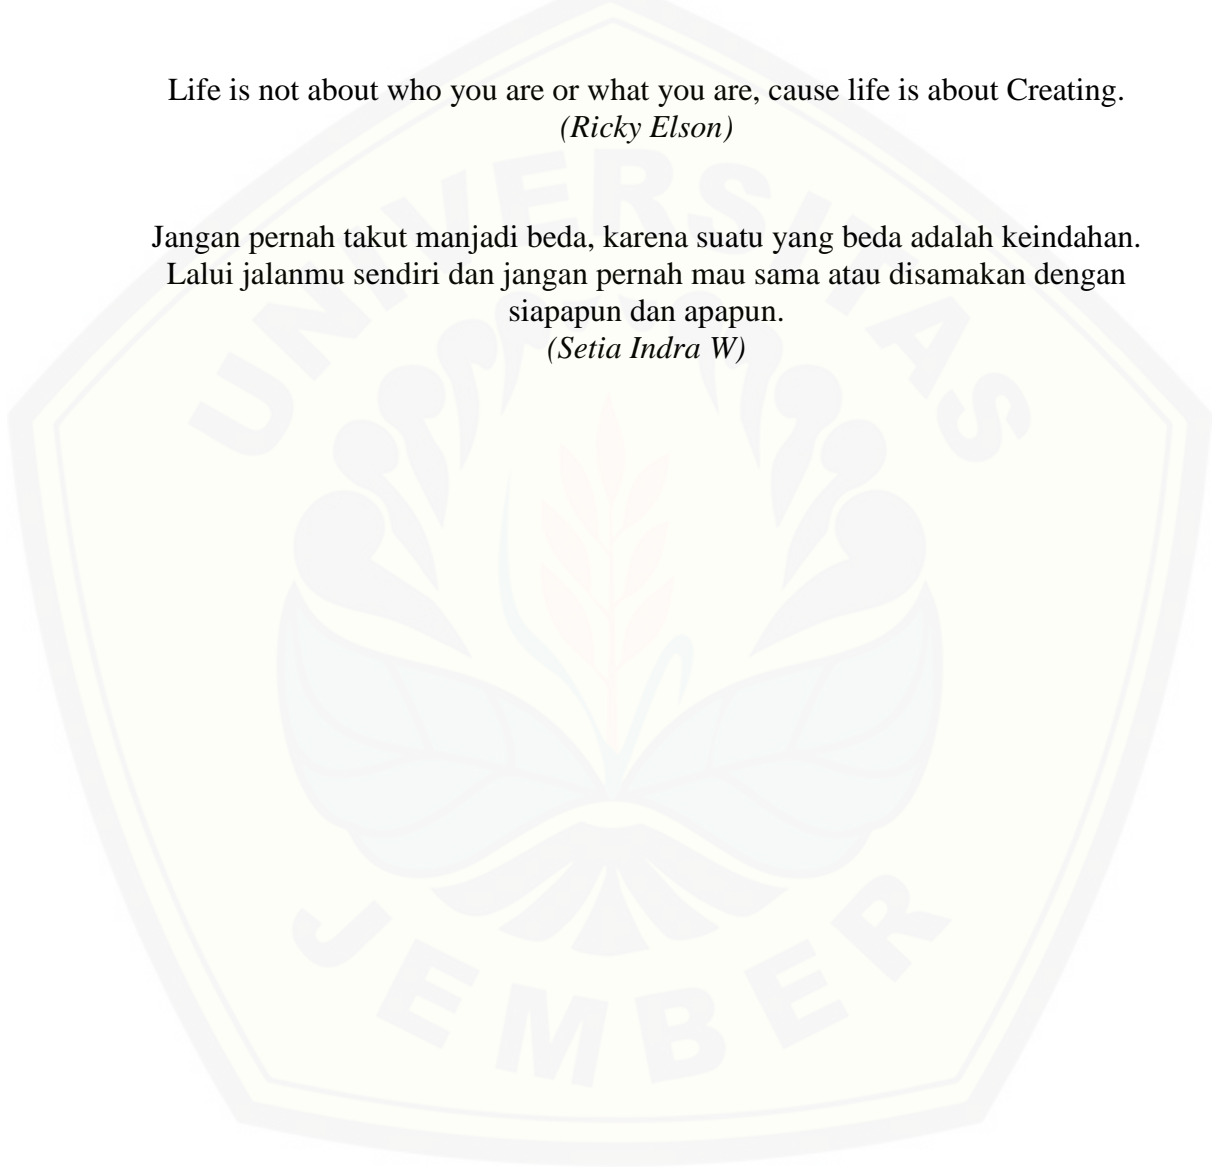 Life is not about who you are or what you are, cause life is about Creating.
(Ricky Elson)
Jangan pernah takut manjadi beda, karena suatu yang beda adalah keindahan.
Lalui jalanmu sendiri dan jangan pernah mau sama atau disamakan dengan
siapapun dan apapun.
(Setia Indra W)
UNIVERSITAS
JEMBER